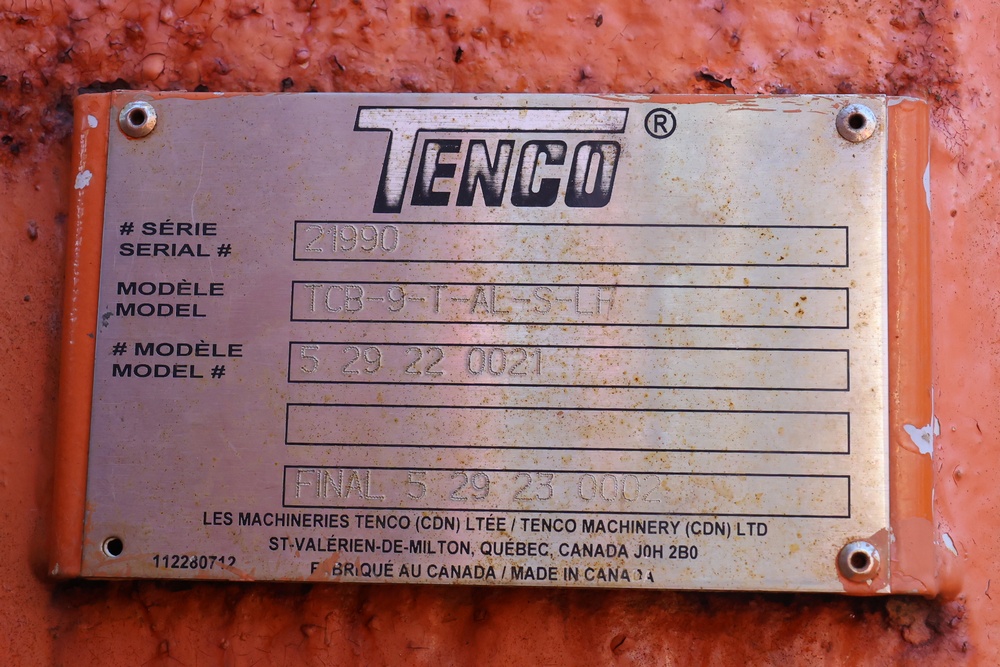 TENCO ®
# SÉRIE
SERIAL #
21990
MODÈLE
MODEL
TCB-9-T-AL-S-LH
# MODÈLE
MODEL #
5 29 22 0021
FINAL 5 29 23 0002
LES MACHINERIES TENCO (CDN) LTÉE / TENCO MACHINERY (CDN) LTD
ST-VALÉRIEN-DE-MILTON, QUÉBEC, CANADA J0H 2B0
112280712
FABRIQUÉ AU CANADA / MADE IN CANADA